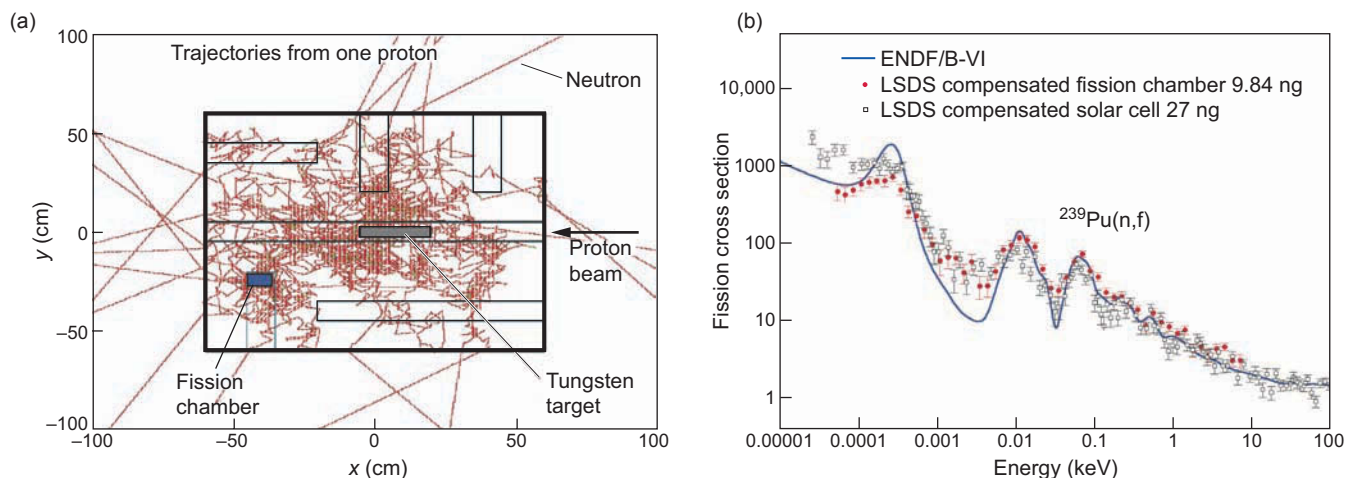 (a)
100
50
0
–50
–100
y (cm)
Trajectories from one proton
Neutron
Proton
beam
Fission
chamber
Tungsten
target
–100
–50
0
50
100
x (cm)
(b)
10,000
1000
100
10
1
Fission cross section
ENDF/B-VI
LSDS compensated fission chamber 9.84 ng
LSDS compensated solar cell 27 ng
²³⁹Pu(n,f)
0.00001
0.0001
0.001
0.01
0.1
1
10
100
Energy (keV)